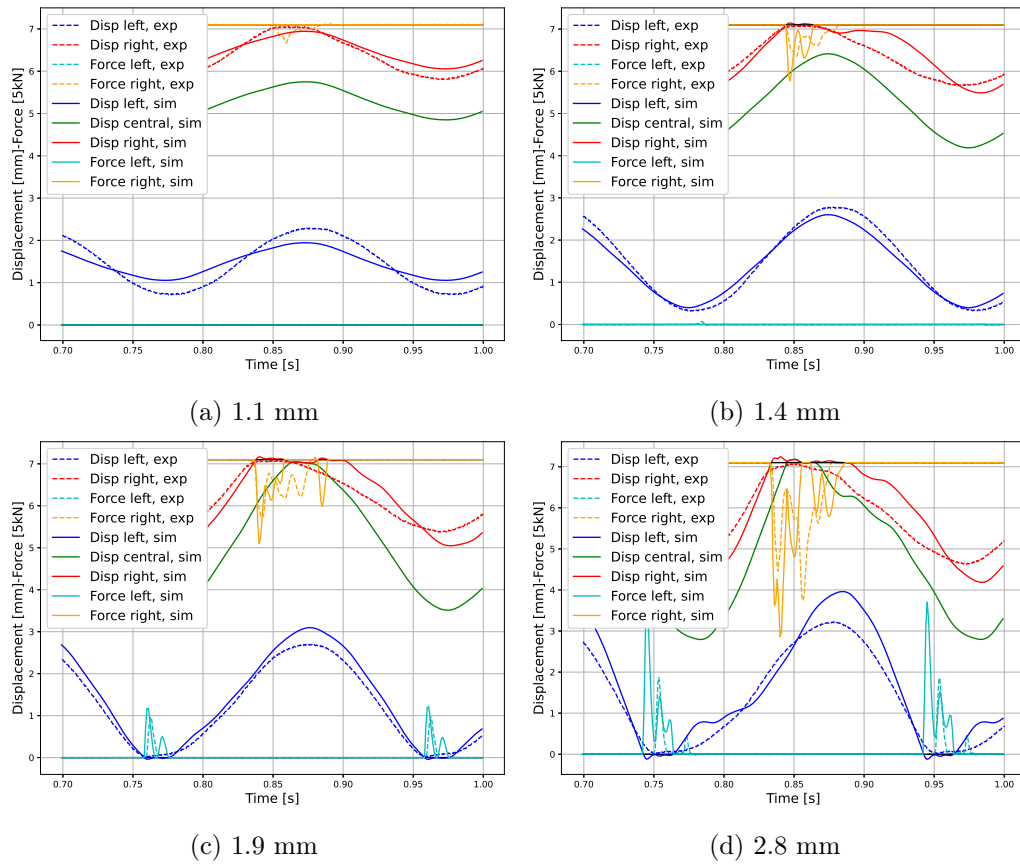 Displacement [mm]-Force [5kN]
7
6
5
4
3
2
1
0
Disp left, exp
Disp right, exp
Force left, exp
Force right, exp
Disp left, sim
Disp central, sim
Disp right, sim
Force left, sim
Force right, sim
0.70 0.75 0.80 0.85 0.90 0.95 1.00
Time [s]
(a) 1.1 mm
Displacement [mm]-Force [5kN]
7
6
5
4
3
2
1
0
Disp left, exp
Disp right, exp
Force left, exp
Force right, exp
Disp left, sim
Disp central, sim
Disp right, sim
Force left, sim
Force right, sim
0.70 0.75 0.80 0.85 0.90 0.95 1.00
Time [s]
(b) 1.4 mm
Displacement [mm]-Force [5kN]
7
6
5
4
3
2
1
0
Disp left, exp
Disp right, exp
Force left, exp
Force right, exp
Disp left, sim
Disp central, sim
Disp right, sim
Force left, sim
Force right, sim
0.70 0.75 0.80 0.85 0.90 0.95 1.00
Time [s]
(c) 1.9 mm
Displacement [mm]-Force [5kN]
7
6
5
4
3
2
1
0
Disp left, exp
Disp right, exp
Force left, exp
Force right, exp
Disp left, sim
Disp central, sim
Disp right, sim
Force left, sim
Force right, sim
0.70 0.75 0.80 0.85 0.90 0.95 1.00
Time [s]
(d) 2.8 mm